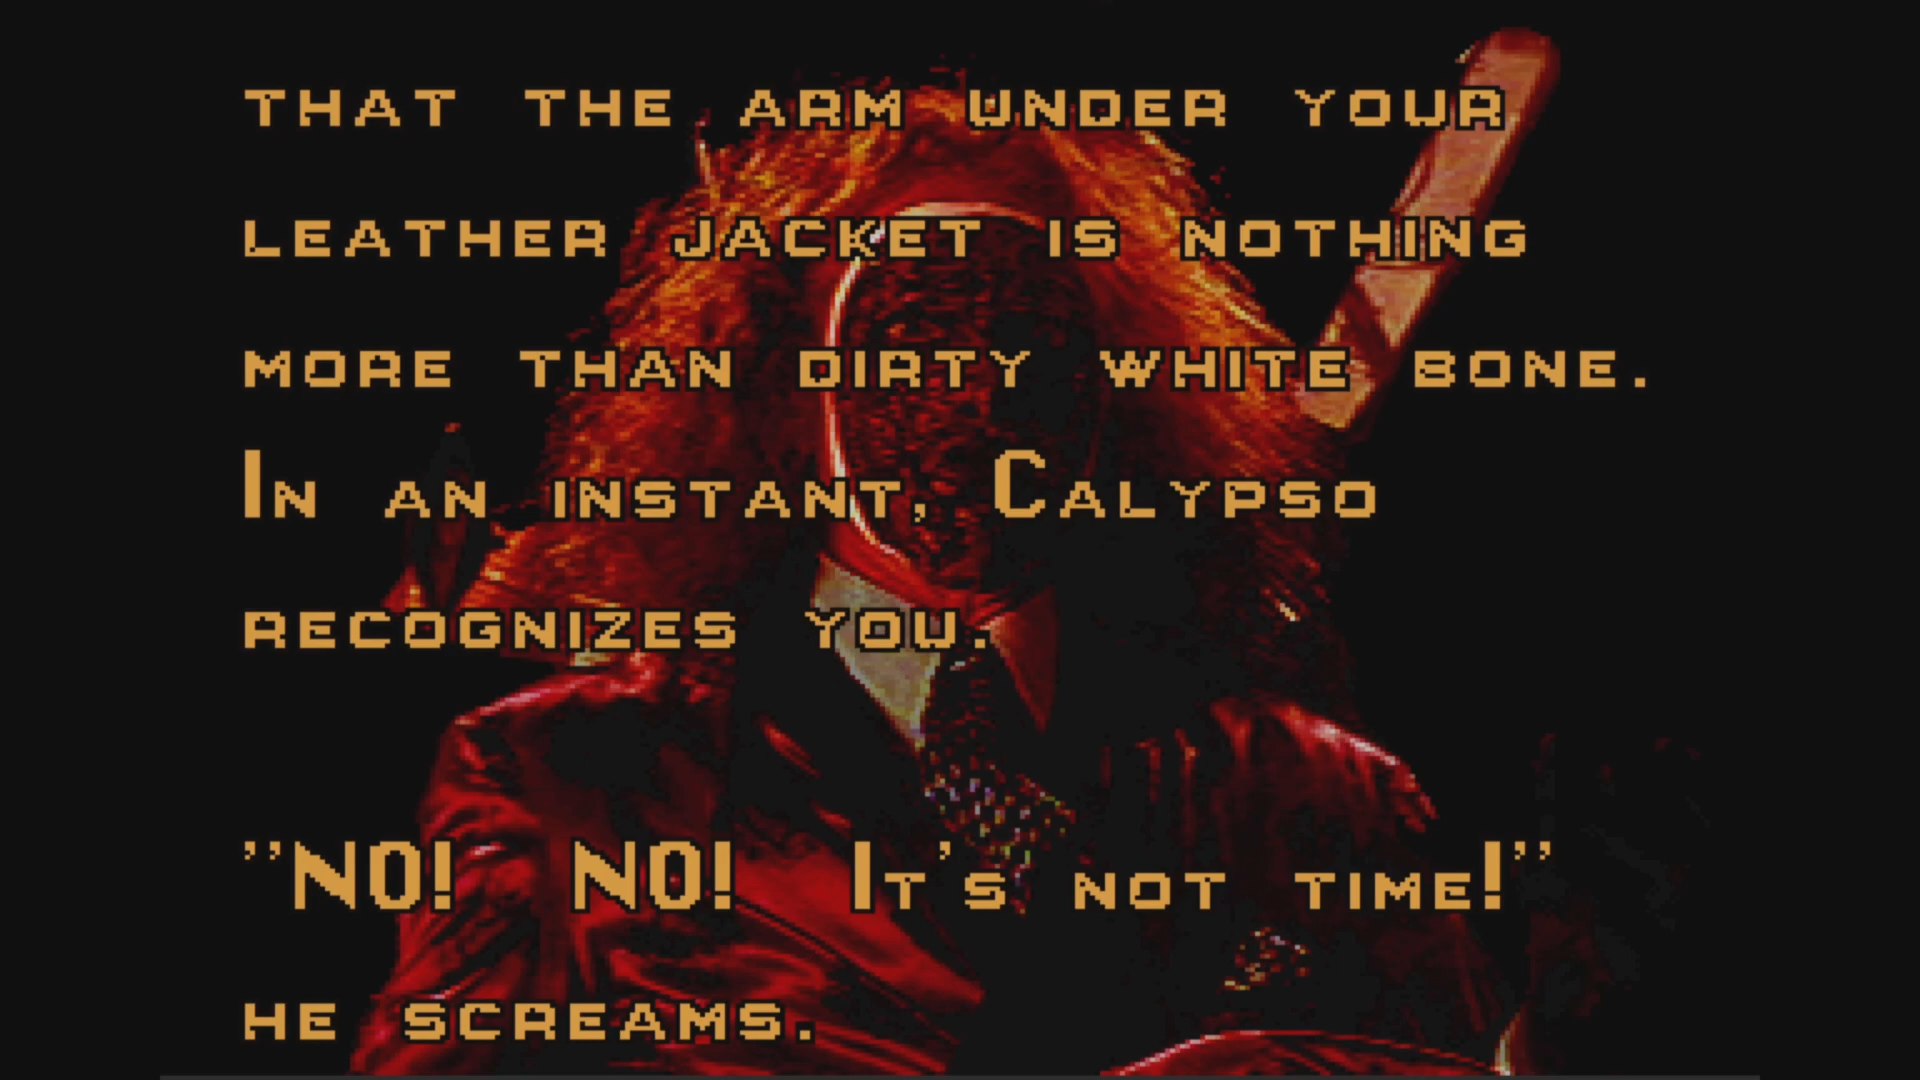 that the arm under your
leather jacket is nothing
more than dirty white bone.
In an instant, Calypso
recognizes you.
"NO!  NO!  It's not time!"
he screams.